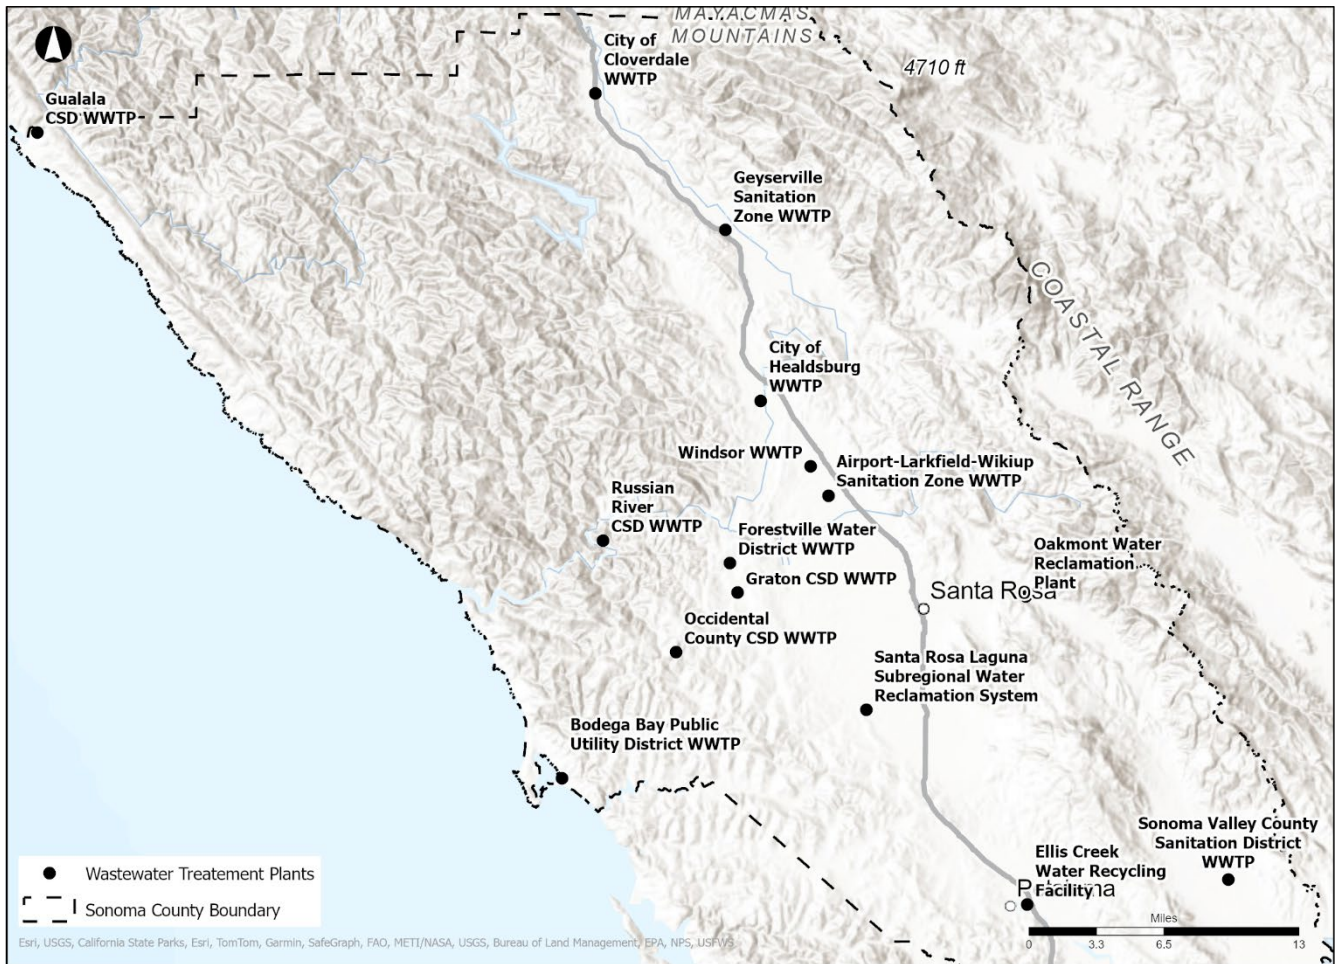 MAYACMAS
MOUNTAINS
City of
Cloverdale
WWTP
4710 ft
Gualala
CSD WWTP
Geyserville
Sanitation
Zone WWTP
COASTAL RANGE
City of
Healdsburg
WWTP
Windsor WWTP
Airport-Larkfield-Wikiup
Sanitation Zone WWTP
Russian
River
CSD WWTP
Forestville Water
District WWTP
Oakmont Water
Reclamation
Plant
Graton CSD WWTP
Santa Rosa
Occidental
County CSD WWTP
Santa Rosa Laguna
Subregional Water
Reclamation System
Bodega Bay Public
Utility District WWTP
Sonoma Valley County
Sanitation District
WWTP
Ellis Creek
Water Recycling
Facility
Wastewater Treatement Plants
Sonoma County Boundary
Miles
0 3.3 6.5 13
Esri, USGS, California State Parks, Esri, TomTom, Garmin, SafeGraph, FAO, METI/NASA, USGS, Bureau of Land Management, EPA, NPS, USFWS